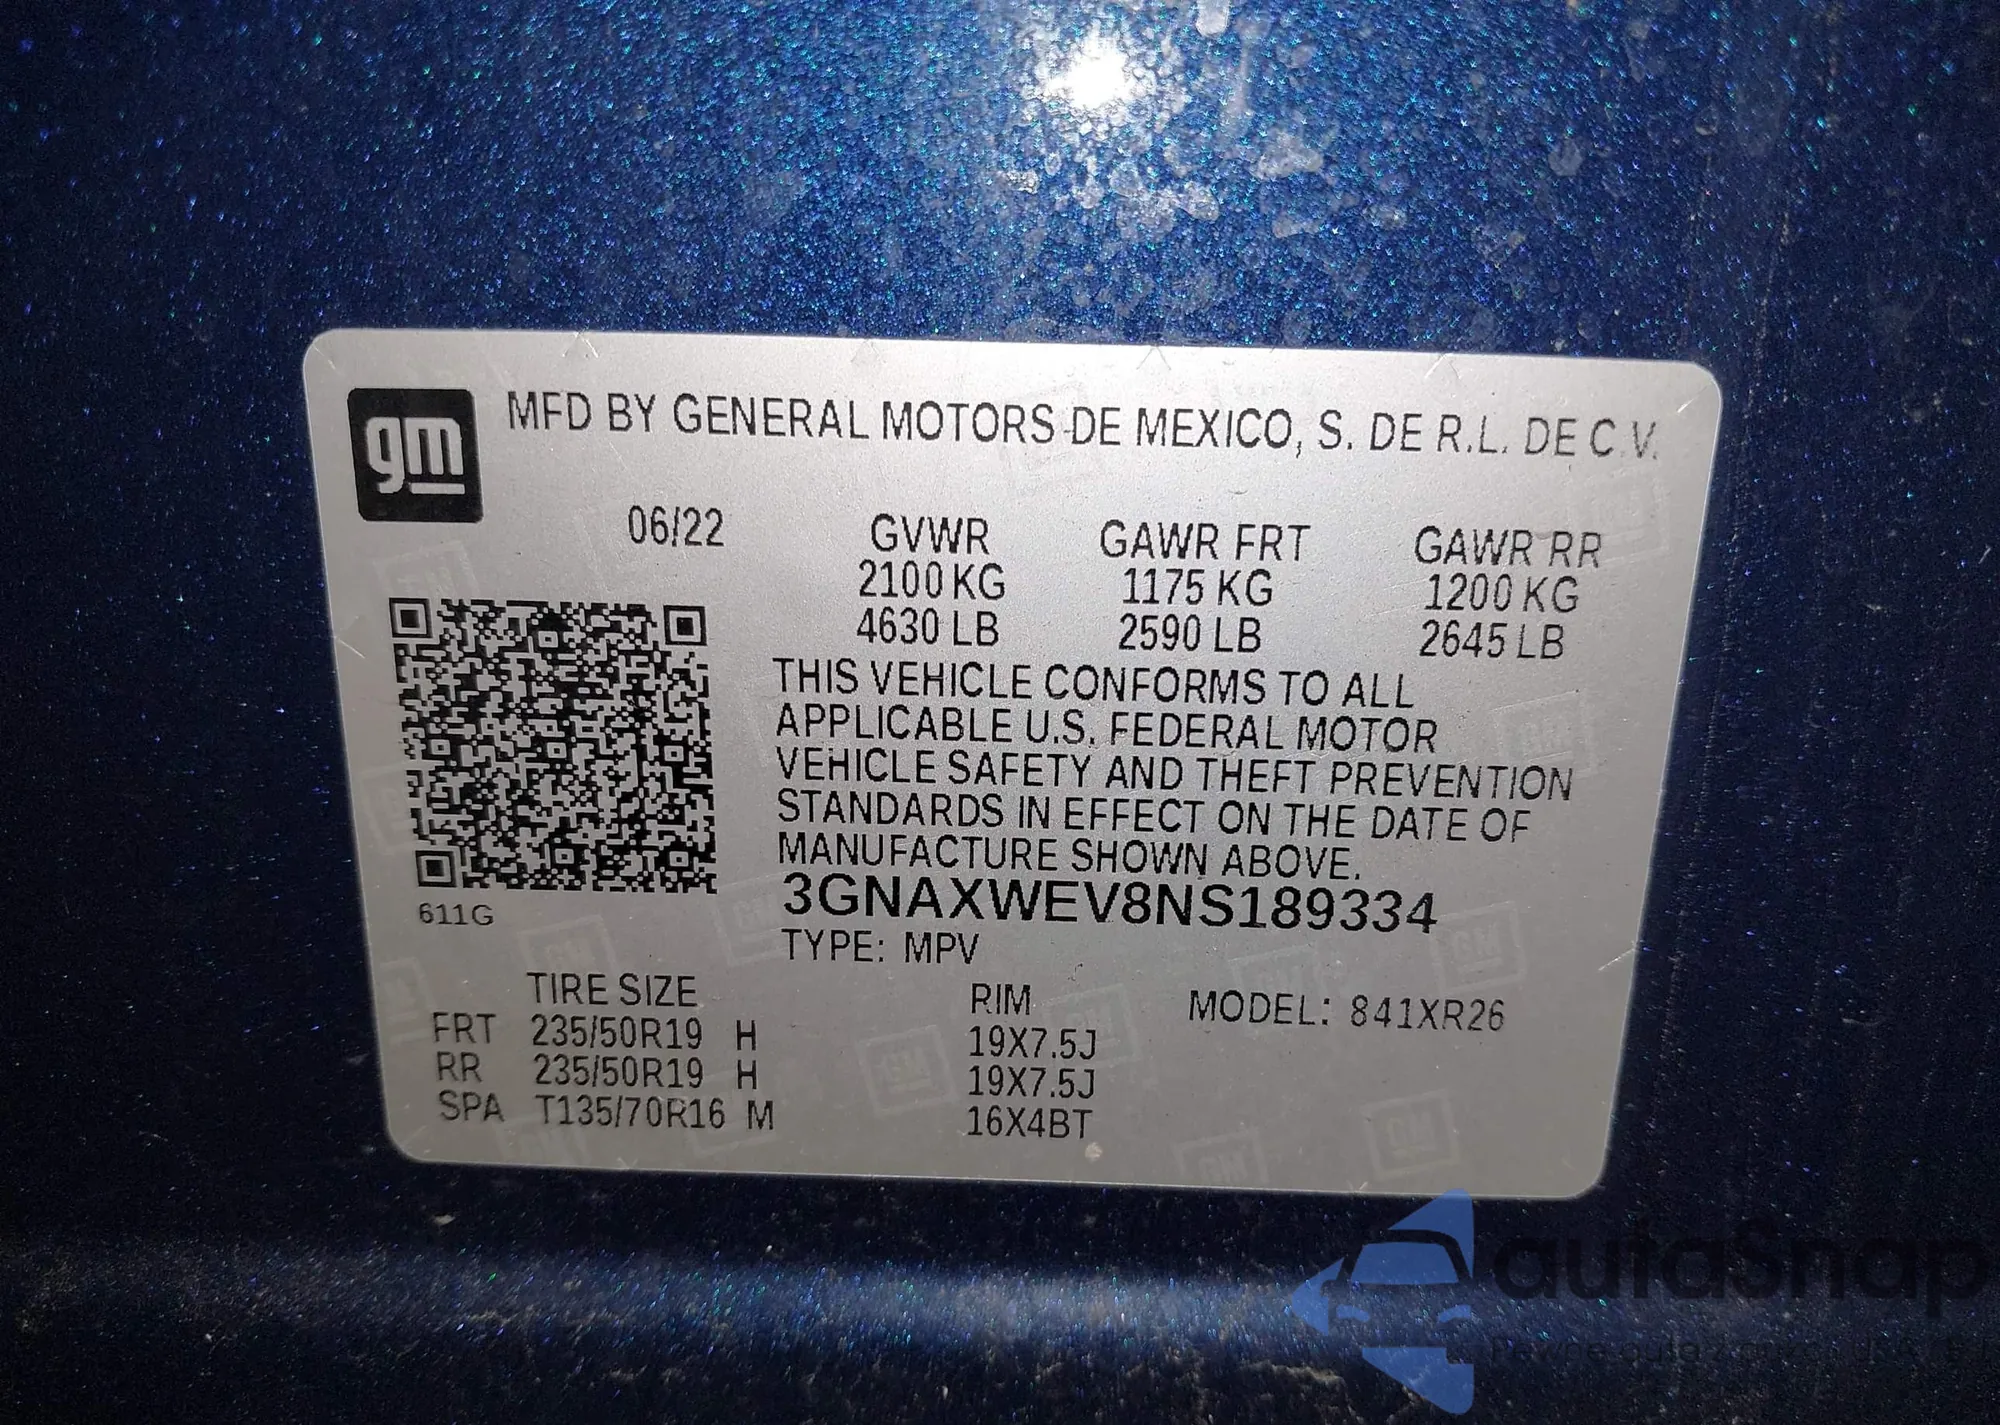 gm
MFD BY GENERAL MOTORS DE MEXICO, S. DE R.L. DE C.V.
06/22 GVWR GAWR FRT GAWR RR
2100 KG 1175 KG 1200 KG
4630 LB 2590 LB 2645 LB
THIS VEHICLE CONFORMS TO ALL
APPLICABLE U.S. FEDERAL MOTOR
VEHICLE SAFETY AND THEFT PREVENTION
STANDARDS IN EFFECT ON THE DATE OF
MANUFACTURE SHOWN ABOVE.
3GNAXWEV8NS189334
611G
TYPE: MPV
TIRE SIZE RIM MODEL: 841XR26
FRT 235/50R19 H 19X7.5J
RR 235/50R19 H 19X7.5J
SPA T135/70R16 M 16X4BT
autaSnap
Pewne auta z